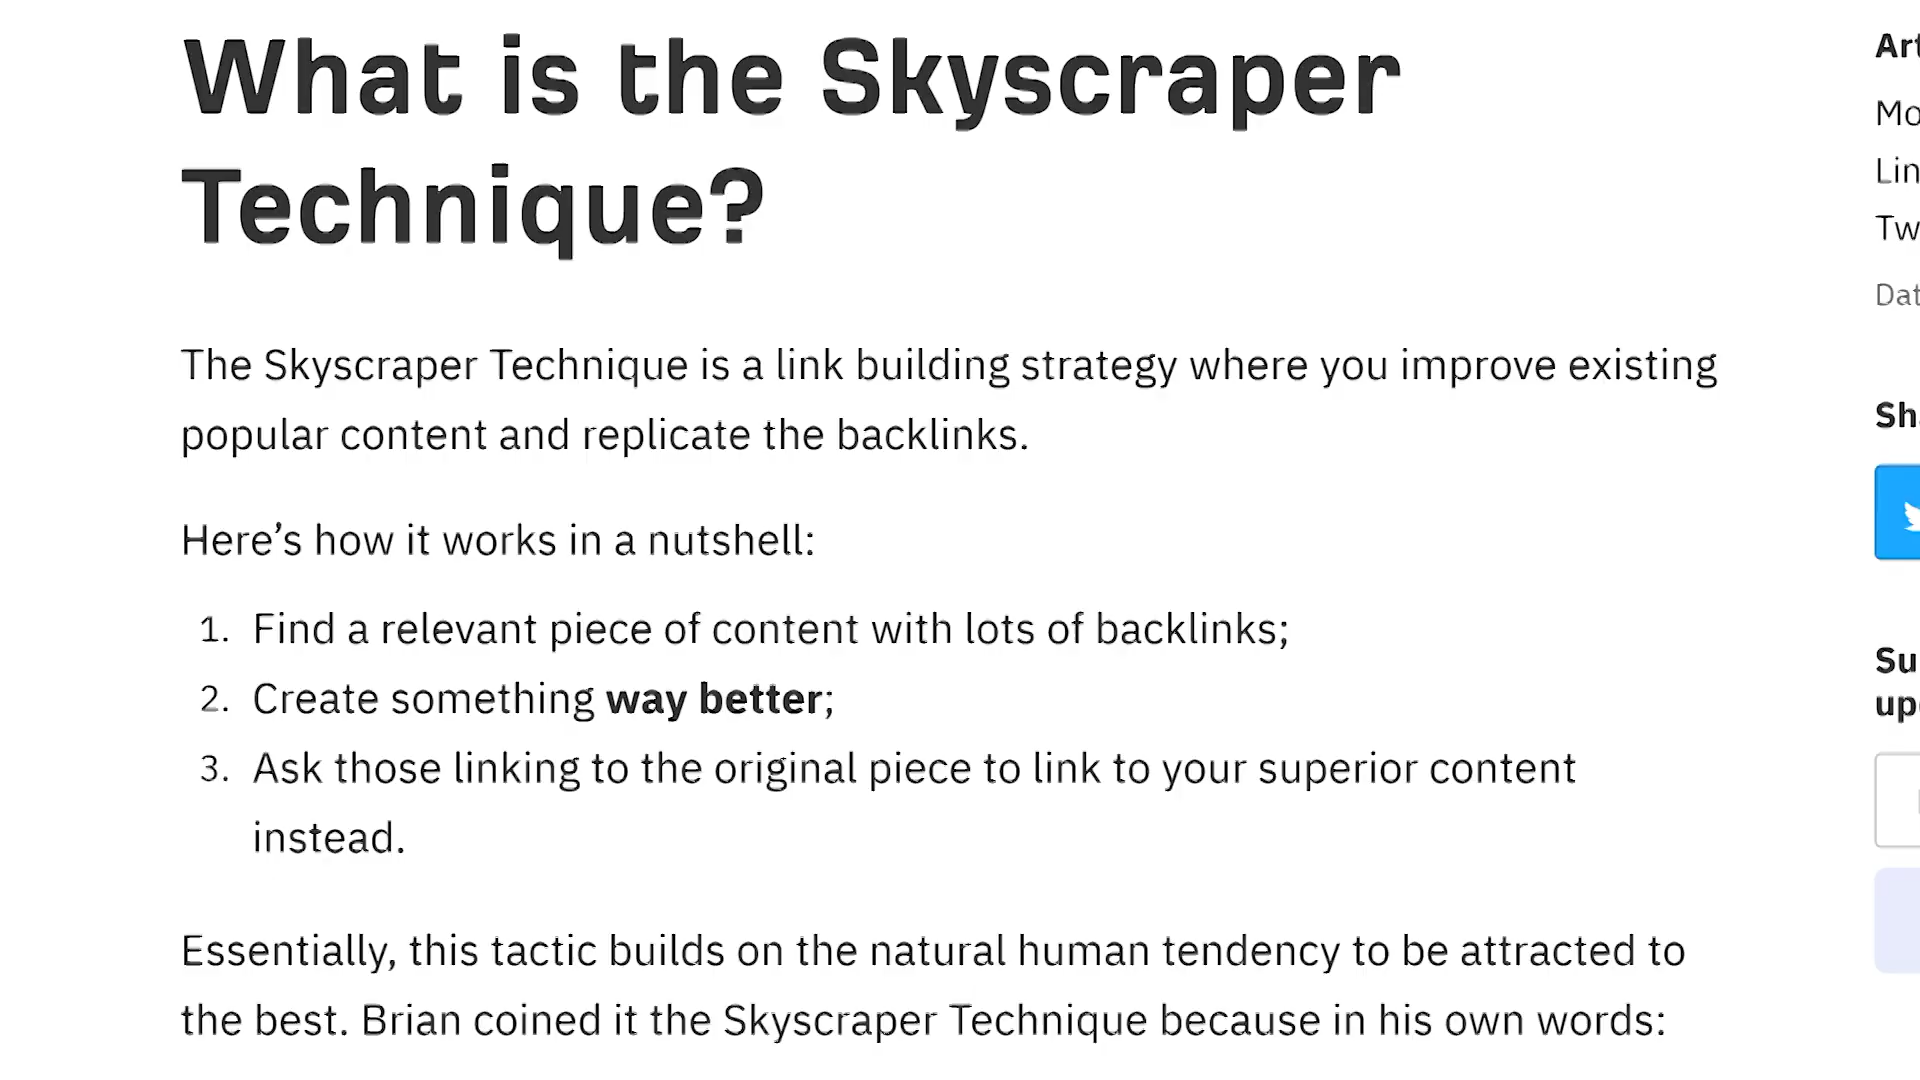 What is the Skyscraper
Technique?
The Skyscraper Technique is a link building strategy where you improve existing
popular content and replicate the backlinks.
Here’s how it works in a nutshell:
1. Find a relevant piece of content with lots of backlinks;
2. Create something way better;
3. Ask those linking to the original piece to link to your superior content
instead.
Essentially, this tactic builds on the natural human tendency to be attracted to
the best. Brian coined it the Skyscraper Technique because in his own words: